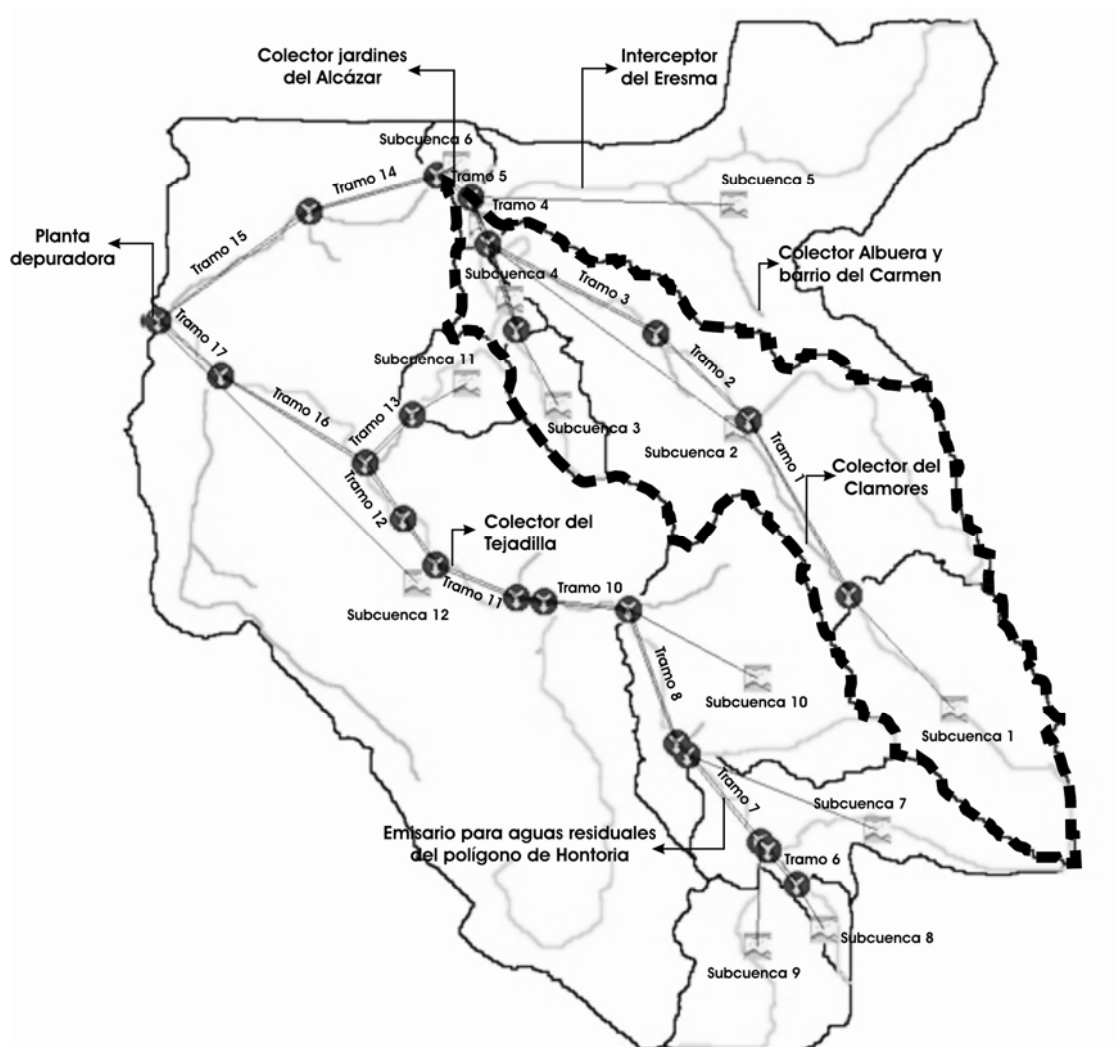 Colector jardines
del Alcázar
Interceptor
del Eresma
Subcuenca 6
Tramo 14
Tramo 5
Subcuenca 5
Tramo 4
Planta
depuradora
Tramo 15
Colector Albuera y
barrio del Carmen
Subcuenca 4
Tramo 3
Tramo 17
Subcuenca 11
Tramo 2
Tramo 16
Tramo 13
Subcuenca 3
Subcuenca 2
Tramo 1
Colector del
Clamores
Tramo 12
Colector del
Tejadilla
Tramo 11
Tramo 10
Subcuenca 12
Tramo 8
Subcuenca 10
Subcuenca 1
Tramo 7
Subcuenca 7
Emisario para aguas residuales
del polígono de Hontoria
Tramo 6
Subcuenca 8
Subcuenca 9